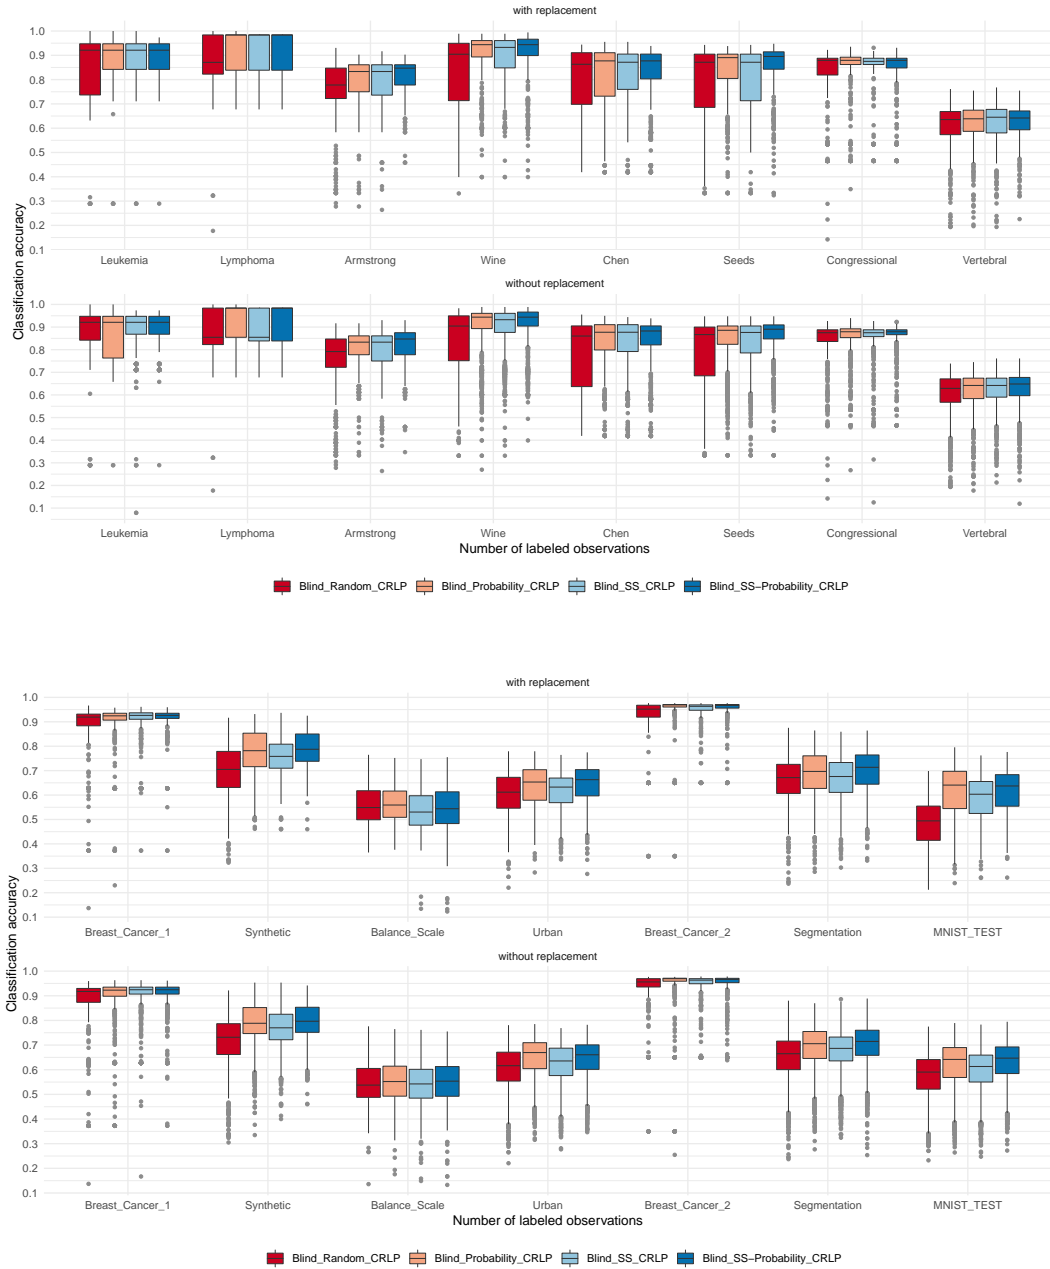 with replacement
1.0
0.9
0.8
0.7
0.6
0.5
0.4
0.3
0.2
0.1
Leukemia Lymphoma Armstrong Wine Chen Seeds Congressional Vertebral
Classification accuracy
without replacement
1.0
0.9
0.8
0.7
0.6
0.5
0.4
0.3
0.2
0.1
Leukemia Lymphoma Armstrong Wine Chen Seeds Congressional Vertebral
Number of labeled observations
Blind_Random_CRLP Blind_Probability_CRLP Blind_SS_CRLP Blind_SS−Probability_CRLP
with replacement
1.0
0.9
0.8
0.7
0.6
0.5
0.4
0.3
0.2
0.1
Breast_Cancer_1 Synthetic Balance_Scale Urban Breast_Cancer_2 Segmentation MNIST_TEST
Classification accuracy
without replacement
1.0
0.9
0.8
0.7
0.6
0.5
0.4
0.3
0.2
0.1
Breast_Cancer_1 Synthetic Balance_Scale Urban Breast_Cancer_2 Segmentation MNIST_TEST
Number of labeled observations
Blind_Random_CRLP Blind_Probability_CRLP Blind_SS_CRLP Blind_SS−Probability_CRLP